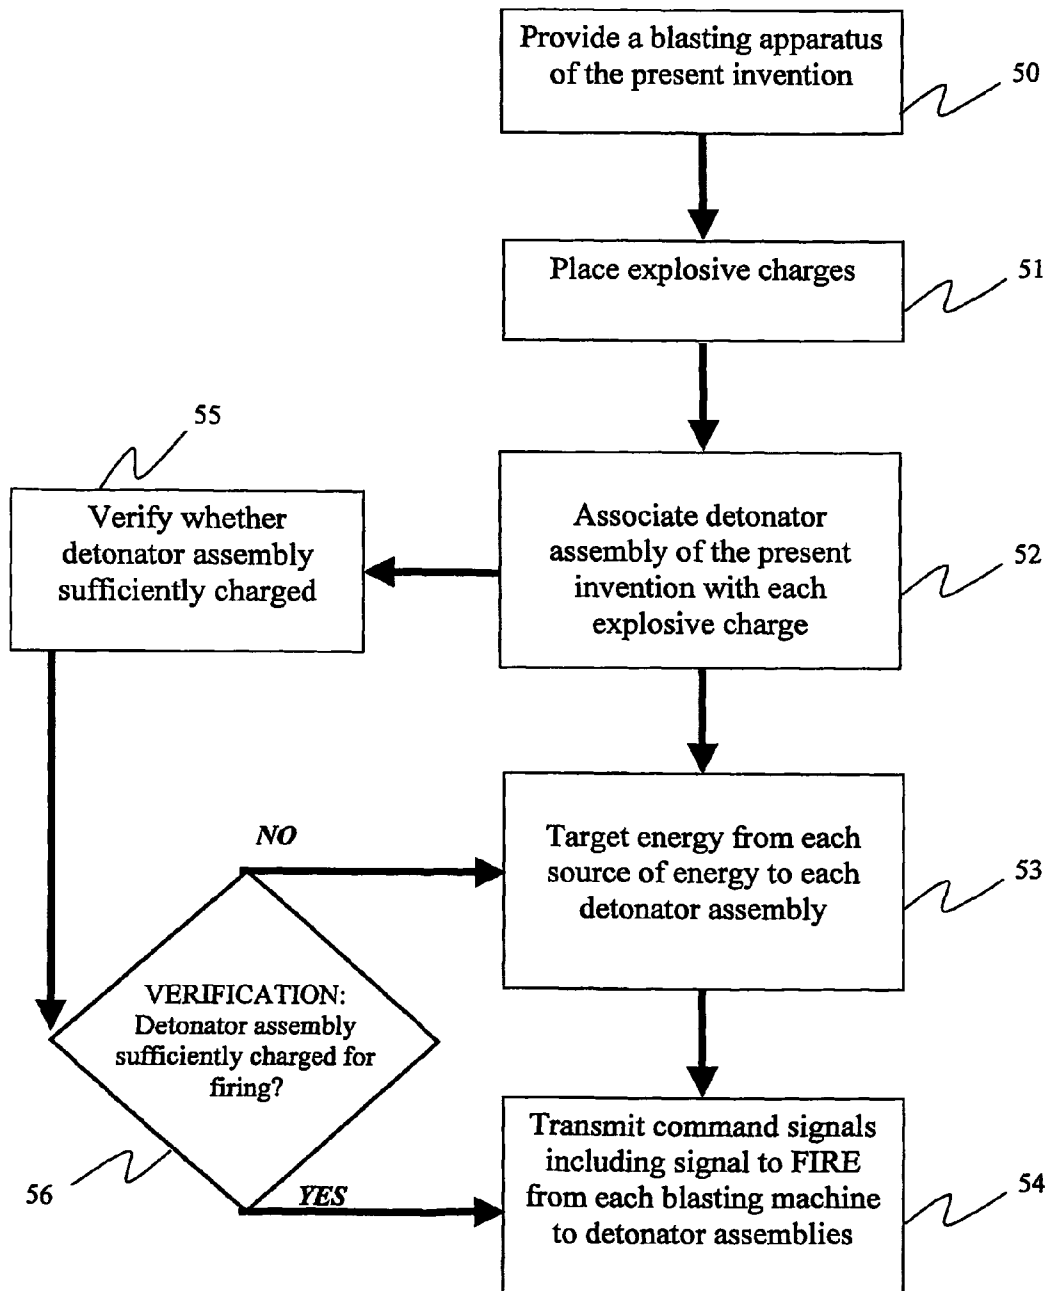 Provide a blasting apparatus
of the present invention
50
Place explosive charges
51
Associate detonator
assembly of the present
invention with each
explosive charge
52
55
Verify whether
detonator assembly
sufficiently charged
Target energy from each
source of energy to each
detonator assembly
53
NO
VERIFICATION:
Detonator assembly
sufficiently charged for
firing?
56
YES
Transmit command signals
including signal to FIRE
from each blasting machine
to detonator assemblies
54